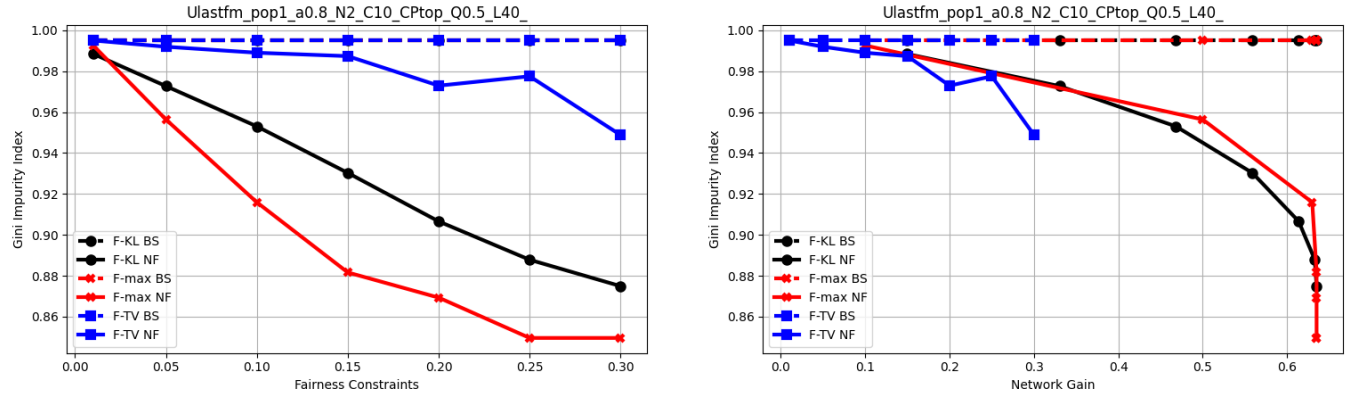 Ulastfm_pop1_a0.8_N2_C10_CPtop_Q0.5_L40_
Gini Impurity Index
1.00
0.98
0.96
0.94
0.92
0.90
0.88
0.86
F-KL BS
F-KL NF
F-max BS
F-max NF
F-TV BS
F-TV NF
0.00 0.05 0.10 0.15 0.20 0.25 0.30
Fairness Constraints
Ulastfm_pop1_a0.8_N2_C10_CPtop_Q0.5_L40_
Gini Impurity Index
1.00
0.98
0.96
0.94
0.92
0.90
0.88
0.86
F-KL BS
F-KL NF
F-max BS
F-max NF
F-TV BS
F-TV NF
0.0 0.1 0.2 0.3 0.4 0.5 0.6
Network Gain